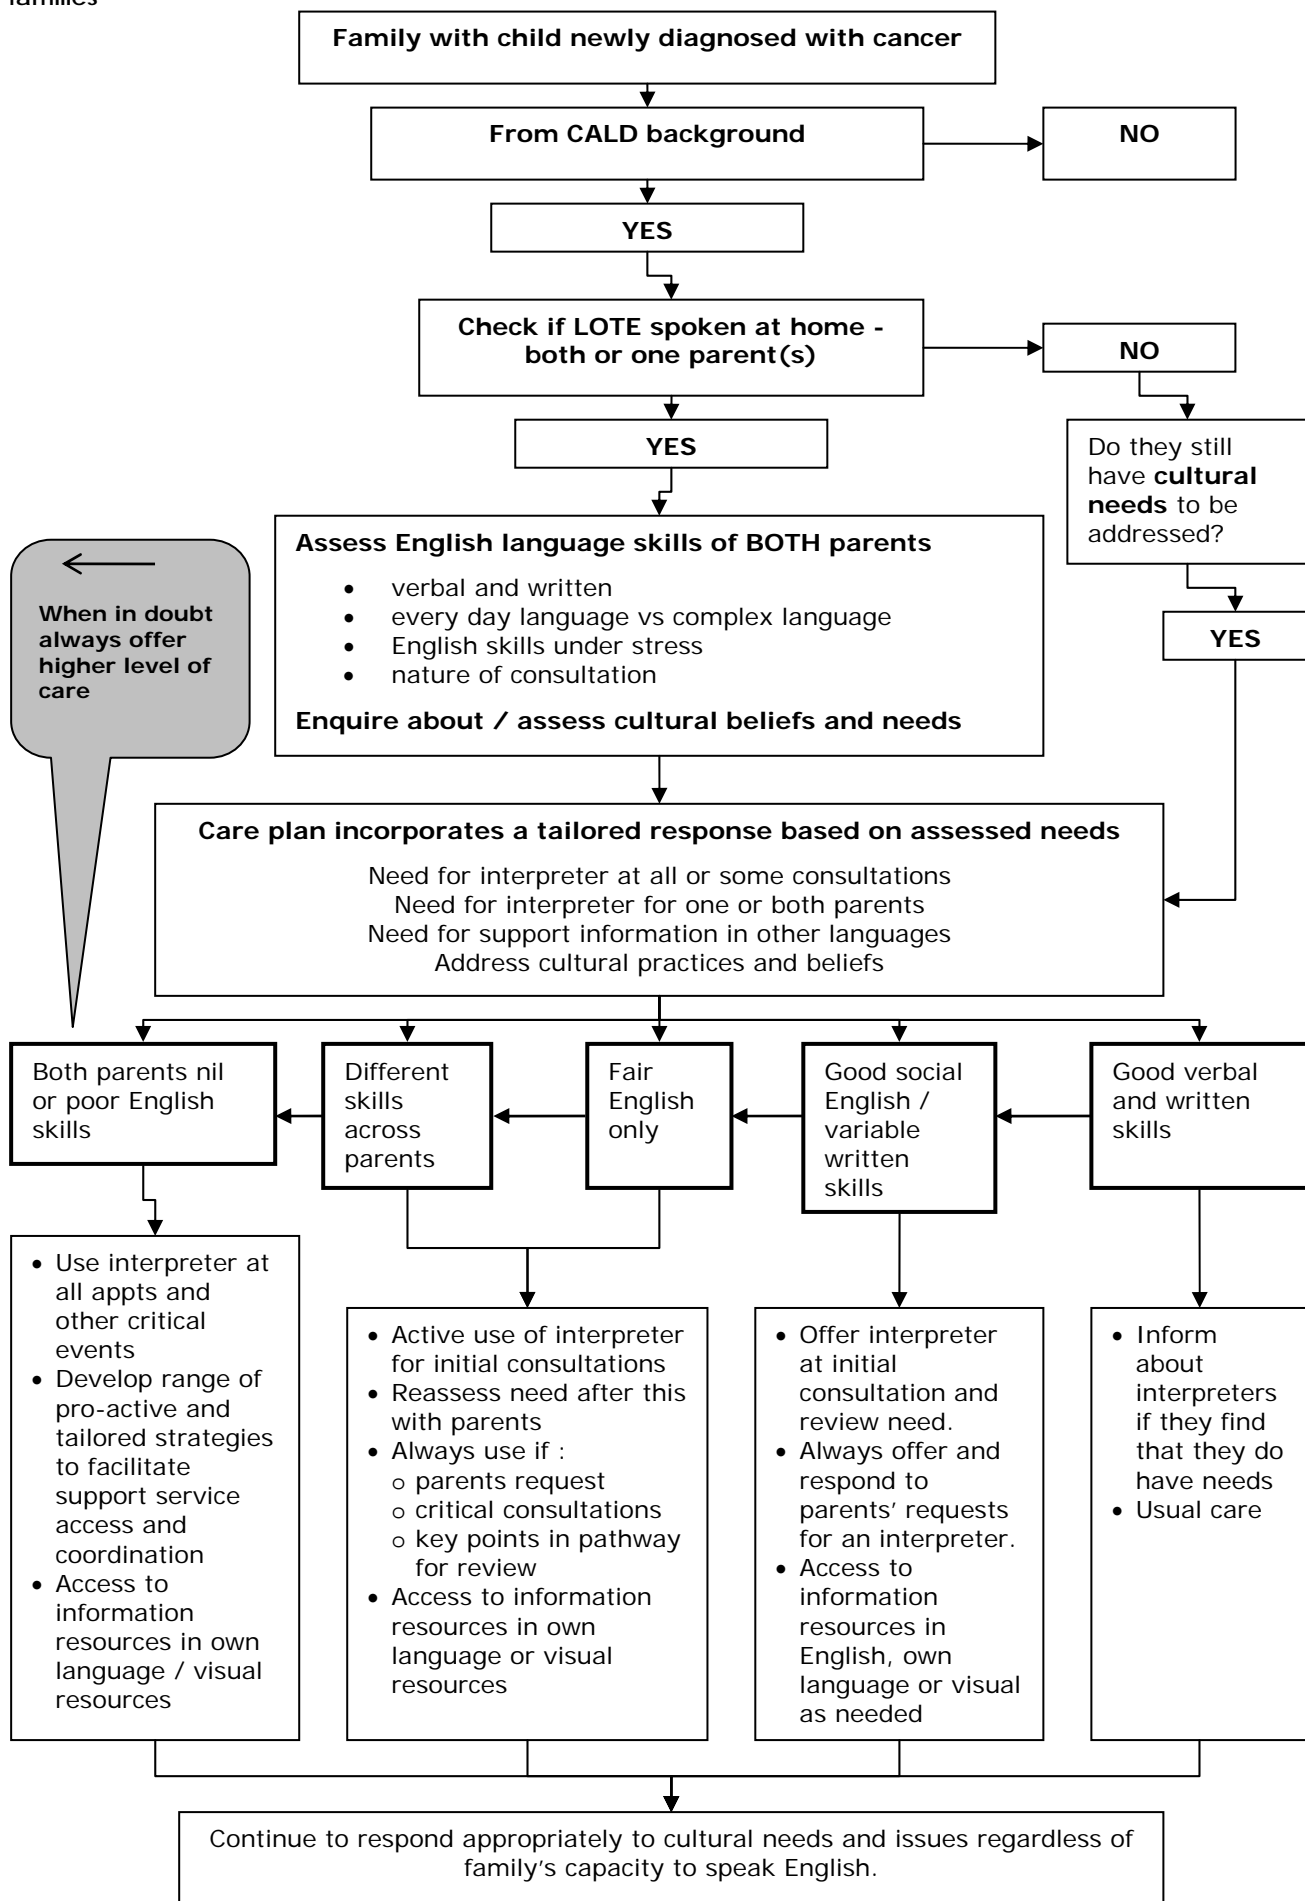 families
Family with child newly diagnosed with cancer
From CALD background
NO
YES
Check if LOTE spoken at home -
both or one parent(s)
NO
YES
Do they still
have cultural
needs to be
addressed?
YES
Assess English language skills of BOTH parents
• verbal and written
• every day language vs complex language
• English skills under stress
• nature of consultation
Enquire about / assess cultural beliefs and needs
When in doubt
always offer
higher level of
care
Care plan incorporates a tailored response based on assessed needs
Need for interpreter at all or some consultations
Need for interpreter for one or both parents
Need for support information in other languages
Address cultural practices and beliefs
Both parents nil
or poor English
skills
Different
skills
across
parents
Fair
English
only
Good social
English /
variable
written
skills
Good verbal
and written
skills
• Use interpreter at
all appts and
other critical
events
• Develop range of
pro-active and
tailored strategies
to facilitate
support service
access and
coordination
• Access to
information
resources in own
language / visual
resources
• Active use of interpreter
for initial consultations
• Reassess need after this
with parents
• Always use if :
o parents request
o critical consultations
o key points in pathway
for review
• Access to information
resources in own
language or visual
resources
• Offer interpreter
at initial
consultation and
review need.
• Always offer and
respond to
parents' requests
for an interpreter.
• Access to
information
resources in
English, own
language or visual
as needed
• Inform
about
interpreters
if they find
that they do
have needs
• Usual care
Continue to respond appropriately to cultural needs and issues regardless of
family's capacity to speak English.